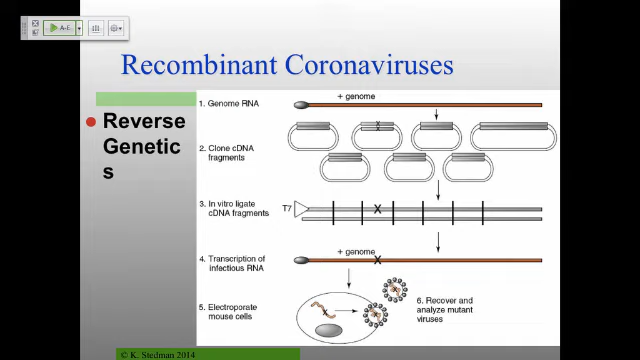 A-E
Recombinant Coronaviruses
Reverse
Genetic
s
1. Genome RNA
+ genome
2. Clone cDNA
fragments
X
X
3. In vitro ligate
cDNA fragments
T7
X
4. Transcription of
infectious RNA
+ genome
X
5. Electroporate
mouse cells
X
X
X
6. Recover and
analyze mutant
viruses
© K. Stedman 2014